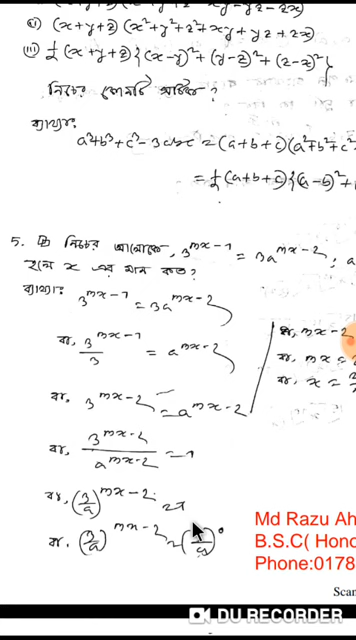 (ii) (x+y+z)(x²+y²+z²+xy+yz+zx)
(iii) ½(x+y+z){(x-y)²+(y-z)²+(z-x)²}
নিচের কোনটি সঠিক?
ব্যাখ্যা:
a³+b³+c³-3abc = (a+b+c)(a²+b²+c²
= ½(a+b+c){(a-b)²+
5. নিচের আলোকে, 3^(mx-1) = 3a^(mx-2), a
হলে x এর মান কত?
ব্যাখ্যা: 3^(mx-1) = 3a^(mx-2)
বা, 3^(mx-1)/3 = a^(mx-2)
বা, 3^(mx-2) = a^(mx-2)
বা, 3^(mx-2)/a^(mx-2) = 1
বা, (3/a)^(mx-2) = 1
বা, (3/a)^(mx-2) = (3/a)⁰
বা, mx-2
বা, mx =
বা, x =
Md Razu Ah
B.S.C( Hono
Phone:0178
Scan
DU RECORDER